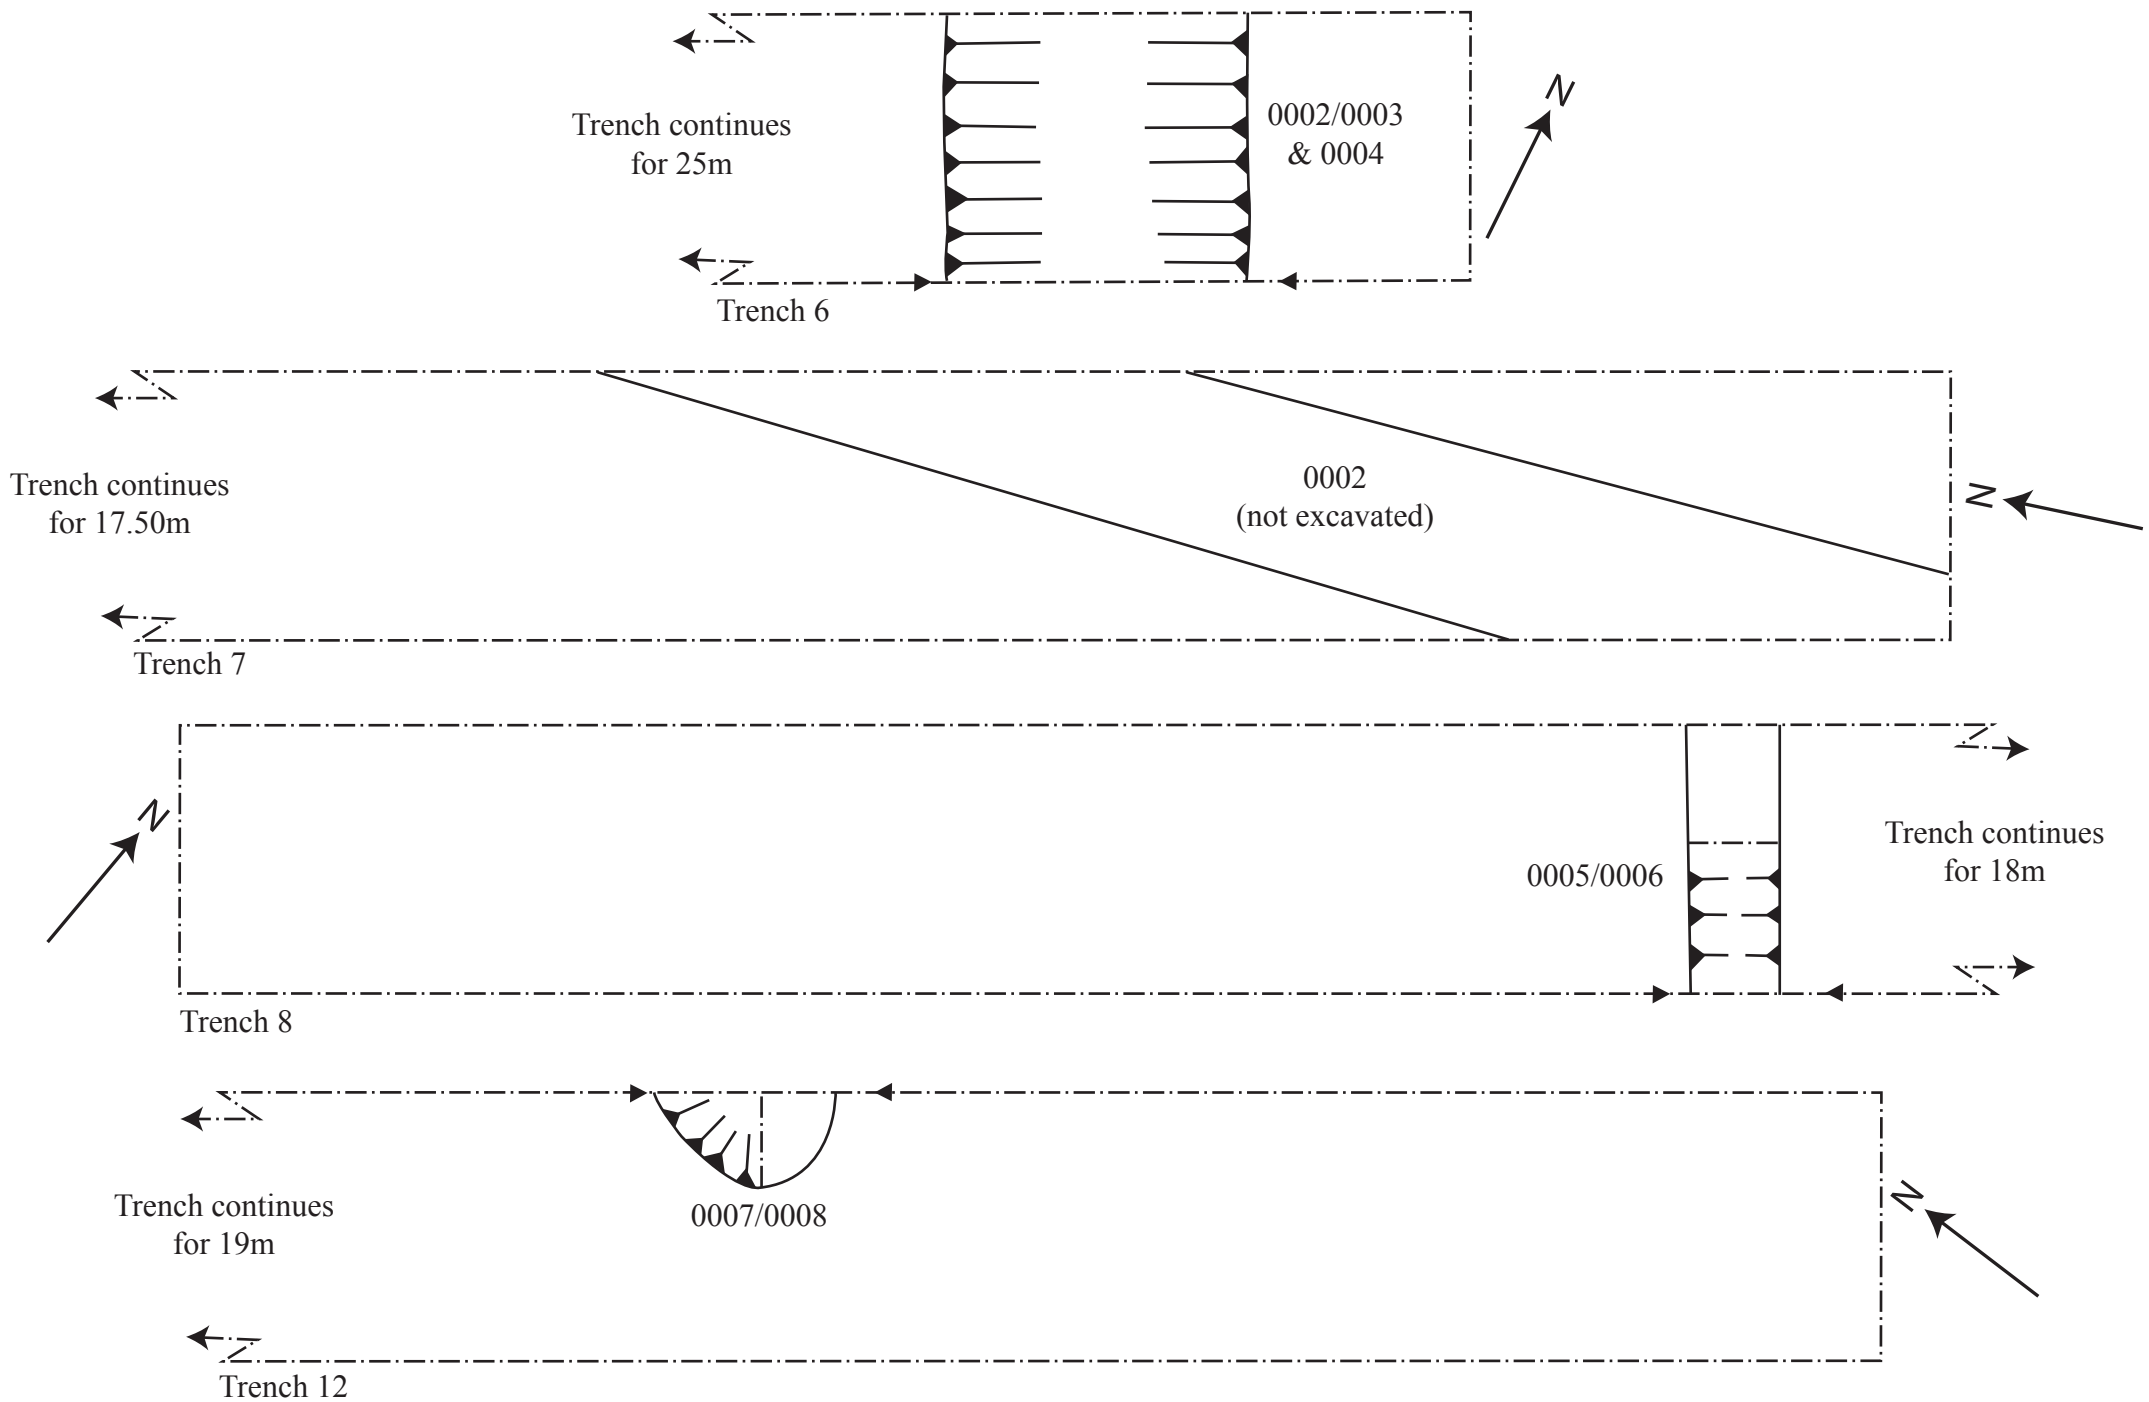 Trench continues
for 25m
0002/0003
& 0004
N
Trench 6
Trench continues
for 17.50m
0002
(not excavated)
N
Trench 7
N
0005/0006
Trench continues
for 18m
Trench 8
Trench continues
for 19m
0007/0008
N
Trench 12